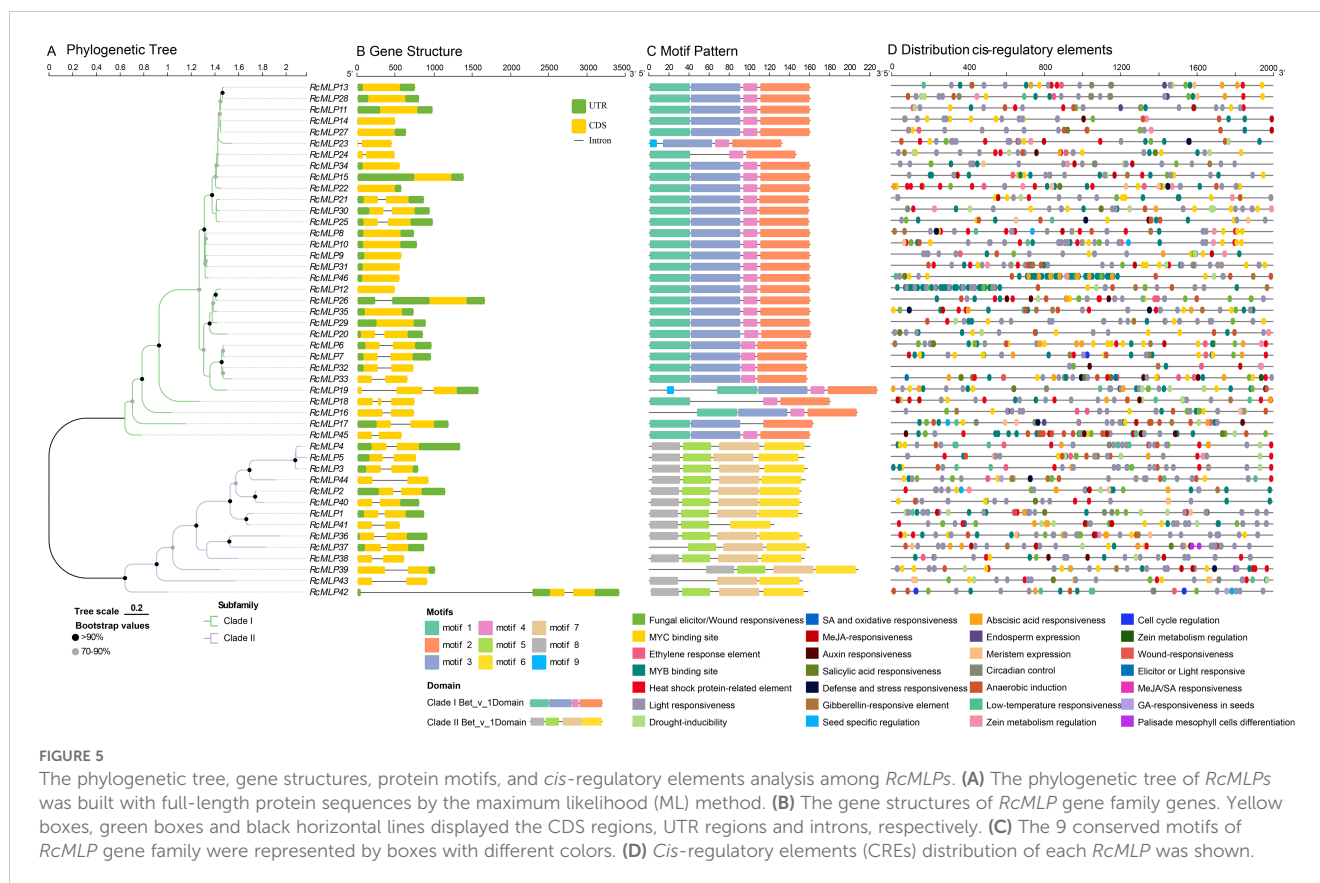 A Phylogenetic Tree
B Gene Structure
C Motif Pattern
D Distribution cis-regulatory elements
0 0.2 0.4 0.6 0.8 1 1.2 1.4 1.6 1.8 2
5' 0 500 1000 1500 2000 2500 3000 3500 3'
5' 0 20 40 60 80 100 120 140 160 180 200 220 3'
5' 0 400 800 1200 1600 2000 3'
RcMLP13
RcMLP28
RcMLP11
RcMLP14
RcMLP27
RcMLP23
RcMLP24
RcMLP34
RcMLP15
RcMLP22
RcMLP21
RcMLP30
RcMLP25
RcMLP8
RcMLP10
RcMLP9
RcMLP31
RcMLP46
RcMLP12
RcMLP26
RcMLP35
RcMLP29
RcMLP20
RcMLP6
RcMLP7
RcMLP32
RcMLP33
RcMLP19
RcMLP18
RcMLP16
RcMLP17
RcMLP45
RcMLP4
RcMLP5
RcMLP3
RcMLP44
RcMLP2
RcMLP40
RcMLP1
RcMLP41
RcMLP36
RcMLP37
RcMLP38
RcMLP39
RcMLP43
RcMLP42
UTR
CDS
Intron
Tree scale 0.2
Bootstrap values
>90%
70-90%
Subfamily
Clade I
Clade II
Motifs
motif 1 motif 4 motif 7
motif 2 motif 5 motif 8
motif 3 motif 6 motif 9
Domain
Clade I Bet_v_1Domain
Clade II Bet_v_1Domain
Fungal elicitor/Wound responsiveness
MYC binding site
Ethylene response element
MYB binding site
Heat shock protein-related element
Light responsiveness
Drought-inducibility
SA and oxidative responsiveness
MeJA-responsiveness
Auxin responsiveness
Salicylic acid responsiveness
Defense and stress responsiveness
Gibberellin-responsive element
Seed specific regulation
Abscisic acid responsiveness
Endosperm expression
Meristem expression
Circadian control
Anaerobic induction
Low-temperature responsiveness
Zein metabolism regulation
Cell cycle regulation
Zein metabolism regulation
Wound-responsiveness
Elicitor or Light responsive
MeJA/SA responsiveness
GA-responsiveness in seeds
Palisade mesophyll cells differentiation
FIGURE 5
The phylogenetic tree, gene structures, protein motifs, and cis-regulatory elements analysis among RcMLPs. (A) The phylogenetic tree of RcMLPs
was built with full-length protein sequences by the maximum likelihood (ML) method. (B) The gene structures of RcMLP gene family genes. Yellow
boxes, green boxes and black horizontal lines displayed the CDS regions, UTR regions and introns, respectively. (C) The 9 conserved motifs of
RcMLP gene family were represented by boxes with different colors. (D) Cis-regulatory elements (CREs) distribution of each RcMLP was shown.